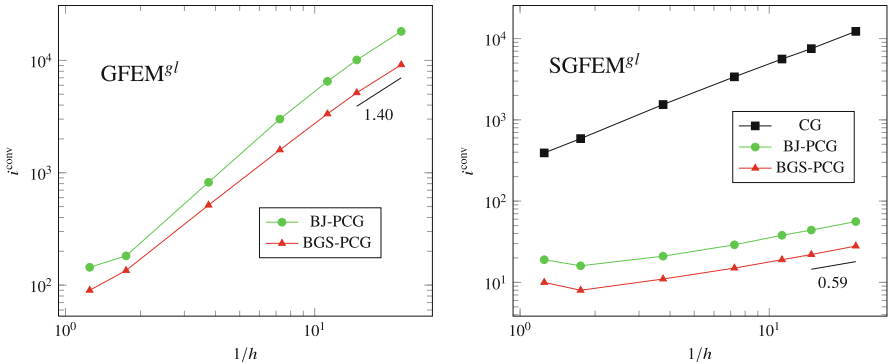 GFEM^gl
10^4
10^3
10^2
i^conv
1.40
BJ-PCG
BGS-PCG
10^0
10^1
1/h
SGFEM^gl
10^4
10^3
10^2
10^1
i^conv
CG
BJ-PCG
BGS-PCG
0.59
10^0
10^1
1/h